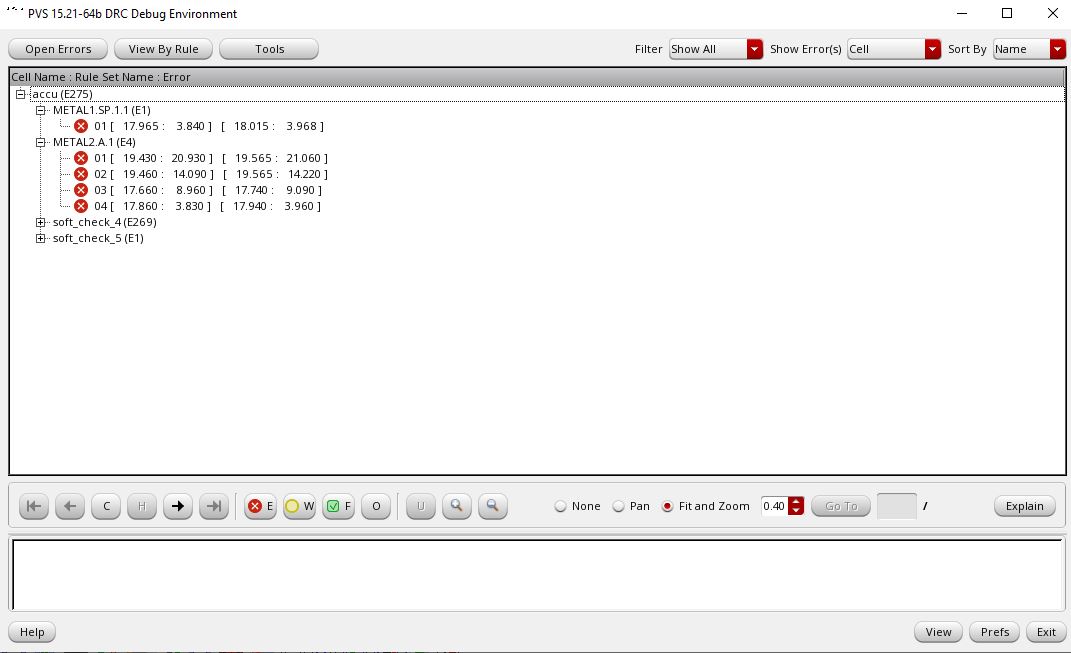 PVS 15.21-64b DRC Debug Environment
Open Errors View By Rule Tools Filter Show All Show Error(s) Cell Sort By Name
Cell Name : Rule Set Name : Error
accu (E275)
METAL1.SP.1.1 (E1)
01 [ 17.965 : 3.840 ] [ 18.015 : 3.968 ]
METAL2.A.1 (E4)
01 [ 19.430 : 20.930 ] [ 19.565 : 21.060 ]
02 [ 19.460 : 14.090 ] [ 19.565 : 14.220 ]
03 [ 17.660 : 8.960 ] [ 17.740 : 9.090 ]
04 [ 17.860 : 3.830 ] [ 17.940 : 3.960 ]
soft_check_4 (E269)
soft_check_5 (E1)
C H E W F O U None Pan Fit and Zoom 0.40 Go To / Explain
Help View Prefs Exit